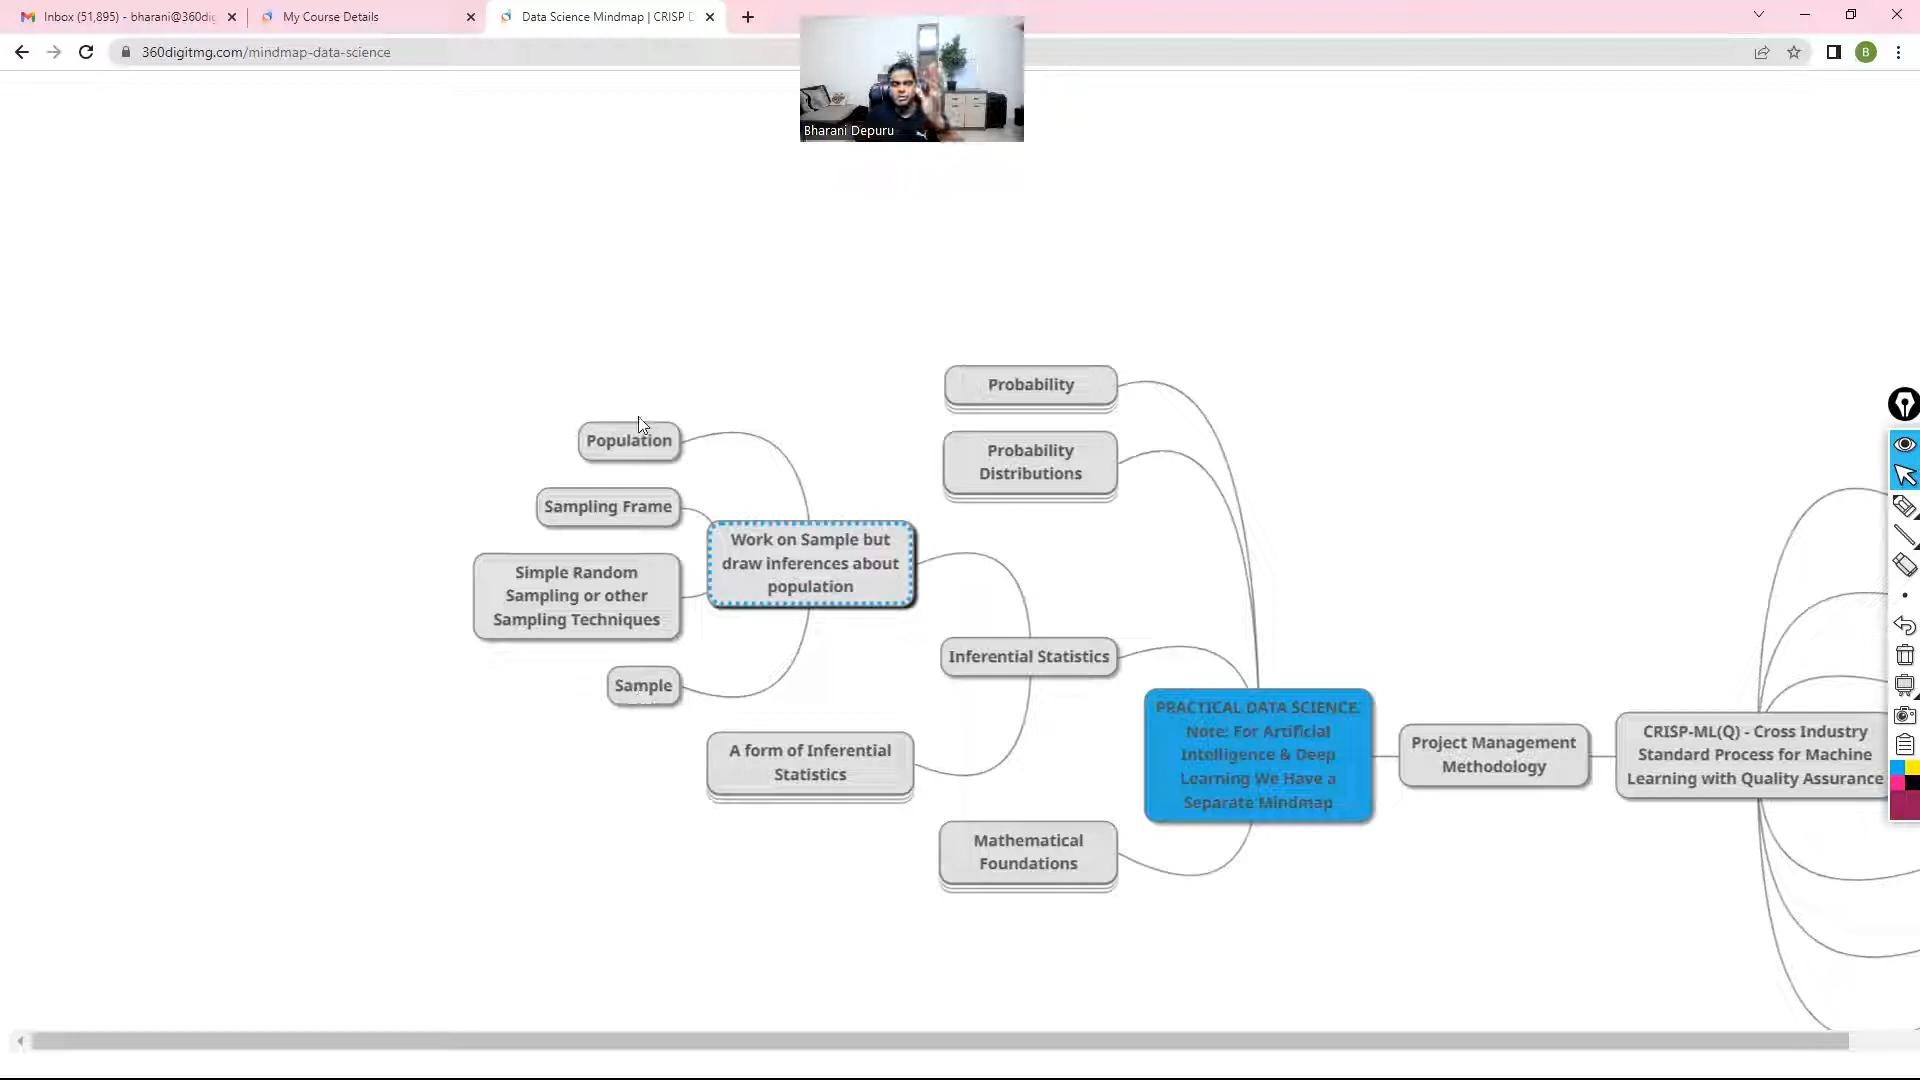 Inbox (51,895) - bharani@360dig
My Course Details
Data Science Mindmap | CRISP D
360digitmg.com/mindmap-data-science
B
Bharani Depuru
Probability
Probability
Distributions
Population
Sampling Frame
Work on Sample but
draw inferences about
population
Simple Random
Sampling or other
Sampling Techniques
Sample
Inferential Statistics
A form of Inferential
Statistics
Mathematical
Foundations
PRACTICAL DATA SCIENCE.
Note: For Artificial
Intelligence & Deep
Learning We Have a
Separate Mindmap
Project Management
Methodology
CRISP-ML(Q) - Cross Industry
Standard Process for Machine
Learning with Quality Assurance